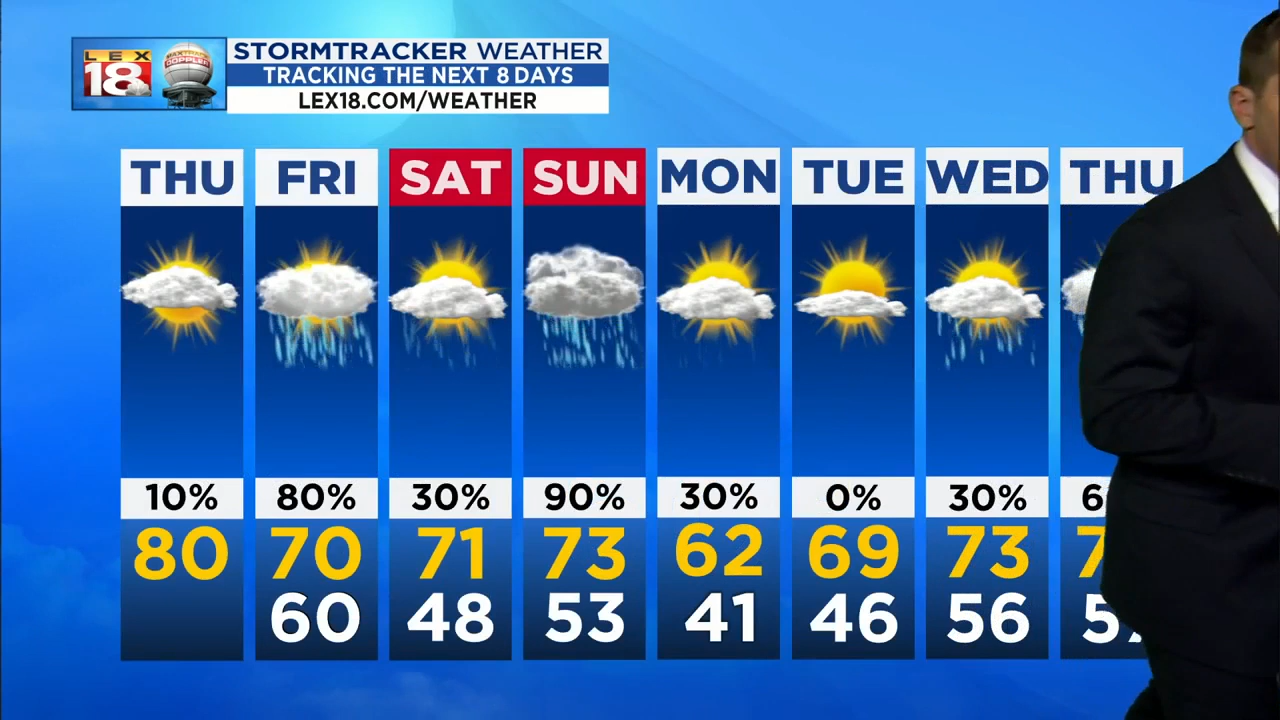 LEX
18
MAXTRACK
DOPPLER
STORMTRACKER WEATHER
TRACKING THE NEXT 8 DAYS
LEX18.COM/WEATHER
THU FRI SAT SUN MON TUE WED THU
10% 80% 30% 90% 30% 0% 30%
80 70 71 73 62 69 73
60 48 53 41 46 56